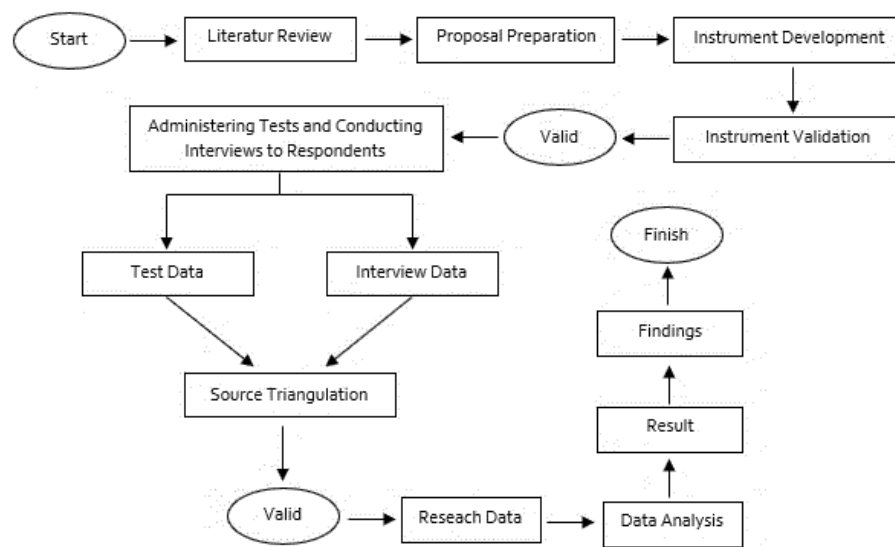 Start
Literatur Review
Proposal Preparation
Instrument Development
Instrument Validation
Valid
Administering Tests and Conducting
Interviews to Respondents
Test Data
Interview Data
Source Triangulation
Valid
Reseach Data
Data Analysis
Result
Findings
Finish